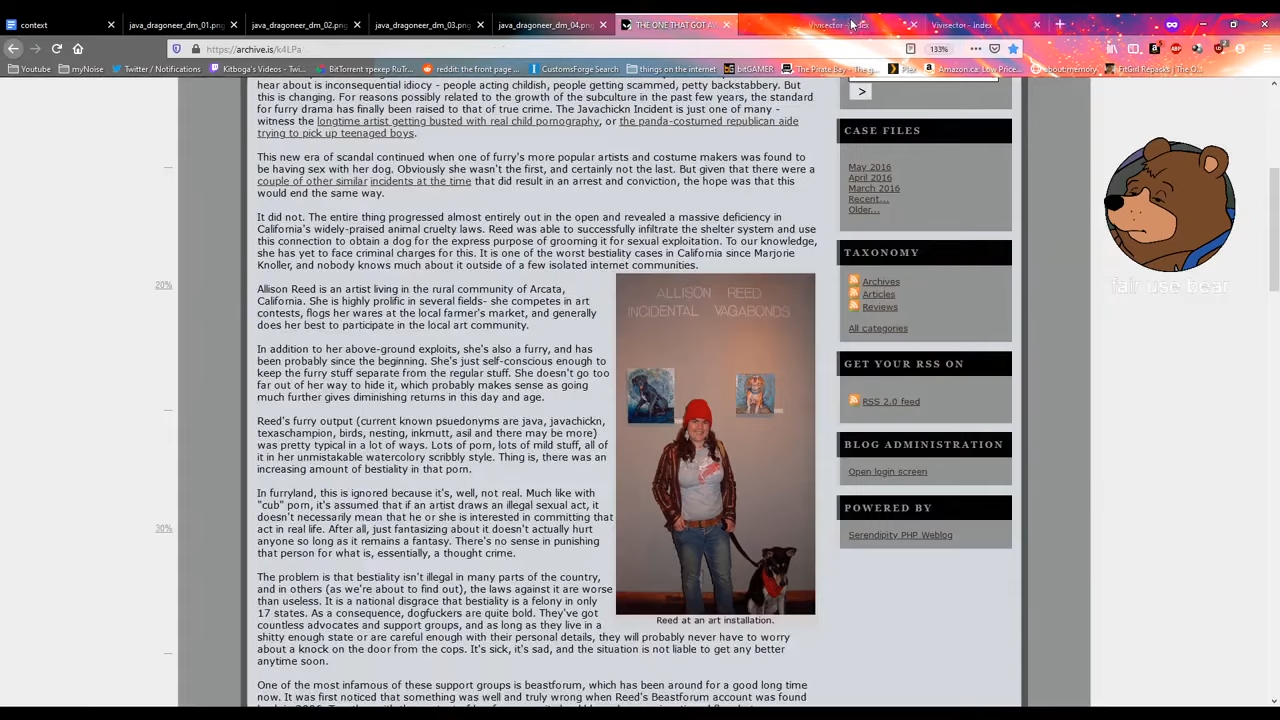 context
java_dragoneer_dm_01.png
java_dragoneer_dm_02.png
java_dragoneer_dm_03.png
java_dragoneer_dm_04.png
THE ONE THAT GOT A
Vivisector - Index
Vivisector - Index
https://archive.is/k4LPa
133%
Youtube
myNoise
Twitter / Notifications
Kitboga's Videos - Twi...
BitTorrent трекер RuTr...
reddit: the front page ...
CustomsForge Search
things on the internet
bitGAMER
The Pirate Bay - The g...
Plex
Amazon.ca: Low Price...
about:memory
FitGirl Repacks | The O...
hear about is inconsequential idiocy - people acting childish, people getting scammed, petty backstabbery. But
this is changing. For reasons possibly related to the growth of the subculture in the past few years, the standard
for furry drama has finally been raised to that of true crime. The Javachickn Incident is just one of many -
witness the longtime artist getting busted with real child pornography, or the panda-costumed republican aide
trying to pick up teenaged boys.
This new era of scandal continued when one of furry's more popular artists and costume makers was found to
be having sex with her dog. Obviously she wasn't the first, and certainly not the last. But given that there were a
couple of other similar incidents at the time that did result in an arrest and conviction, the hope was that this
would end the same way.
It did not. The entire thing progressed almost entirely out in the open and revealed a massive deficiency in
California's widely-praised animal cruelty laws. Reed was able to successfully infiltrate the shelter system and use
this connection to obtain a dog for the express purpose of grooming it for sexual exploitation. To our knowledge,
she has yet to face criminal charges for this. It is one of the worst bestiality cases in California since Marjorie
Knoller, and nobody knows much about it outside of a few isolated internet communities.
Allison Reed is an artist living in the rural community of Arcata,
California. She is highly prolific in several fields- she competes in art
contests, flogs her wares at the local farmer's market, and generally
does her best to participate in the local art community.
In addition to her above-ground exploits, she's also a furry, and has
been probably since the beginning. She's just self-conscious enough to
keep the furry stuff separate from the regular stuff. She doesn't go too
far out of her way to hide it, which probably makes sense as going
much further gives diminishing returns in this day and age.
Reed's furry output (current known psuedonyms are java, javachickn,
texaschampion, birds, nesting, inkmutt, asil and there may be more)
was pretty typical in a lot of ways. Lots of porn, lots of mild stuff, all of
it in her unmistakable watercolory scribbly style. Thing is, there was an
increasing amount of bestiality in that porn.
In furryland, this is ignored because it's, well, not real. Much like with
"cub" porn, it's assumed that if an artist draws an illegal sexual act, it
doesn't necessarily mean that he or she is interested in committing that
act in real life. After all, just fantasizing about it doesn't actually hurt
anyone so long as it remains a fantasy. There's no sense in punishing
that person for what is, essentially, a thought crime.
The problem is that bestiality isn't illegal in many parts of the country,
and in others (as we're about to find out), the laws against it are worse
than useless. It is a national disgrace that bestiality is a felony in only
17 states. As a consequence, dogfuckers are quite bold. They've got
countless advocates and support groups, and as long as they live in a
shitty enough state or are careful enough with their personal details, they will probably never have to worry
about a knock on the door from the cops. It's sick, it's sad, and the situation is not liable to get any better
anytime soon.
One of the most infamous of these support groups is beastforum, which has been around for a good long time
now. It was first noticed that something was well and truly wrong when Reed's Beastforum account was found
ALLISON REED
INCIDENTAL VAGABONDS
Reed at an art installation.
20%
30%
>
CASE FILES
May 2016
April 2016
March 2016
Recent...
Older...
TAXONOMY
Archives
Articles
Reviews
All categories
GET YOUR RSS ON
RSS 2.0 feed
BLOG ADMINISTRATION
Open login screen
POWERED BY
Serendipity PHP Weblog
fair use bear